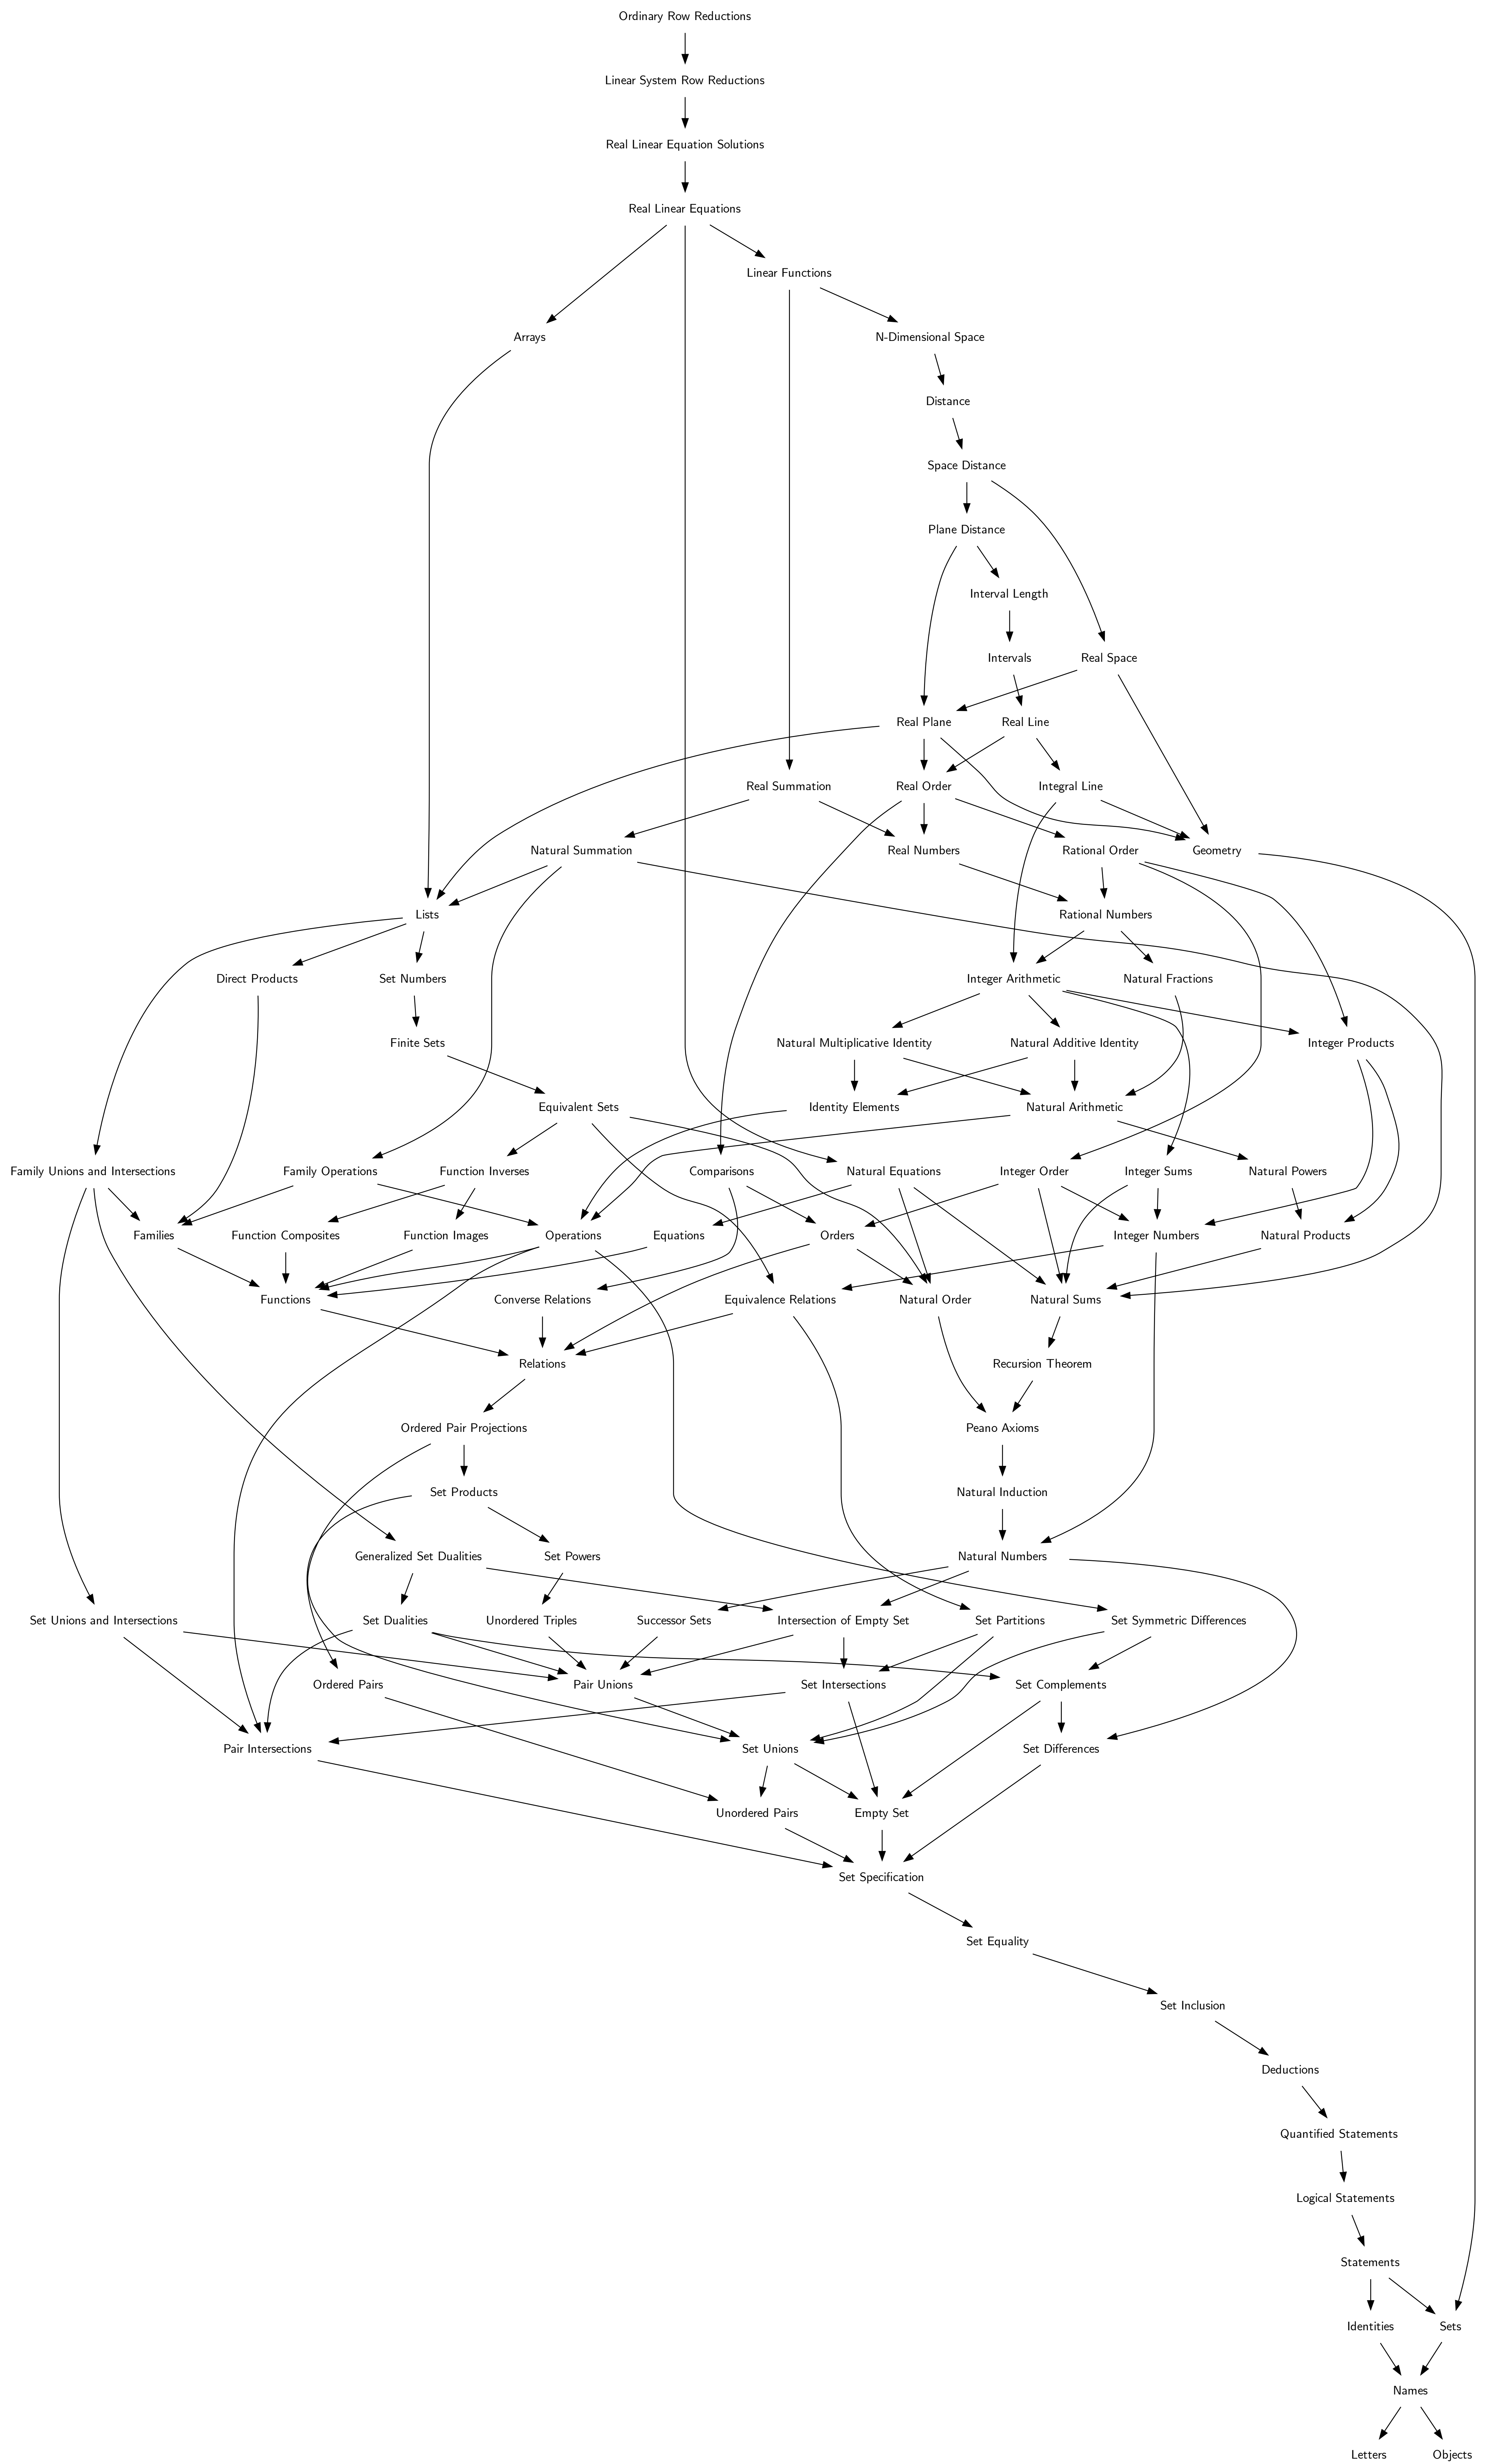 Ordinary Row Reductions
Linear System Row Reductions
Real Linear Equation Solutions
Real Linear Equations
Linear Functions
Arrays
N-Dimensional Space
Distance
Space Distance
Plane Distance
Interval Length
Intervals
Real Space
Real Plane
Real Line
Real Summation
Real Order
Integral Line
Natural Summation
Real Numbers
Rational Order
Geometry
Lists
Rational Numbers
Direct Products
Set Numbers
Integer Arithmetic
Natural Fractions
Finite Sets
Natural Multiplicative Identity
Natural Additive Identity
Integer Products
Equivalent Sets
Identity Elements
Natural Arithmetic
Family Unions and Intersections
Family Operations
Function Inverses
Comparisons
Natural Equations
Integer Order
Integer Sums
Natural Powers
Families
Function Composites
Function Images
Operations
Equations
Orders
Integer Numbers
Natural Products
Functions
Converse Relations
Equivalence Relations
Natural Order
Natural Sums
Relations
Recursion Theorem
Ordered Pair Projections
Peano Axioms
Set Products
Natural Induction
Generalized Set Dualities
Set Powers
Natural Numbers
Set Unions and Intersections
Set Dualities
Unordered Triples
Successor Sets
Intersection of Empty Set
Set Partitions
Set Symmetric Differences
Ordered Pairs
Pair Unions
Set Intersections
Set Complements
Pair Intersections
Set Unions
Set Differences
Unordered Pairs
Empty Set
Set Specification
Set Equality
Set Inclusion
Deductions
Quantified Statements
Logical Statements
Statements
Identities
Sets
Names
Letters
Objects